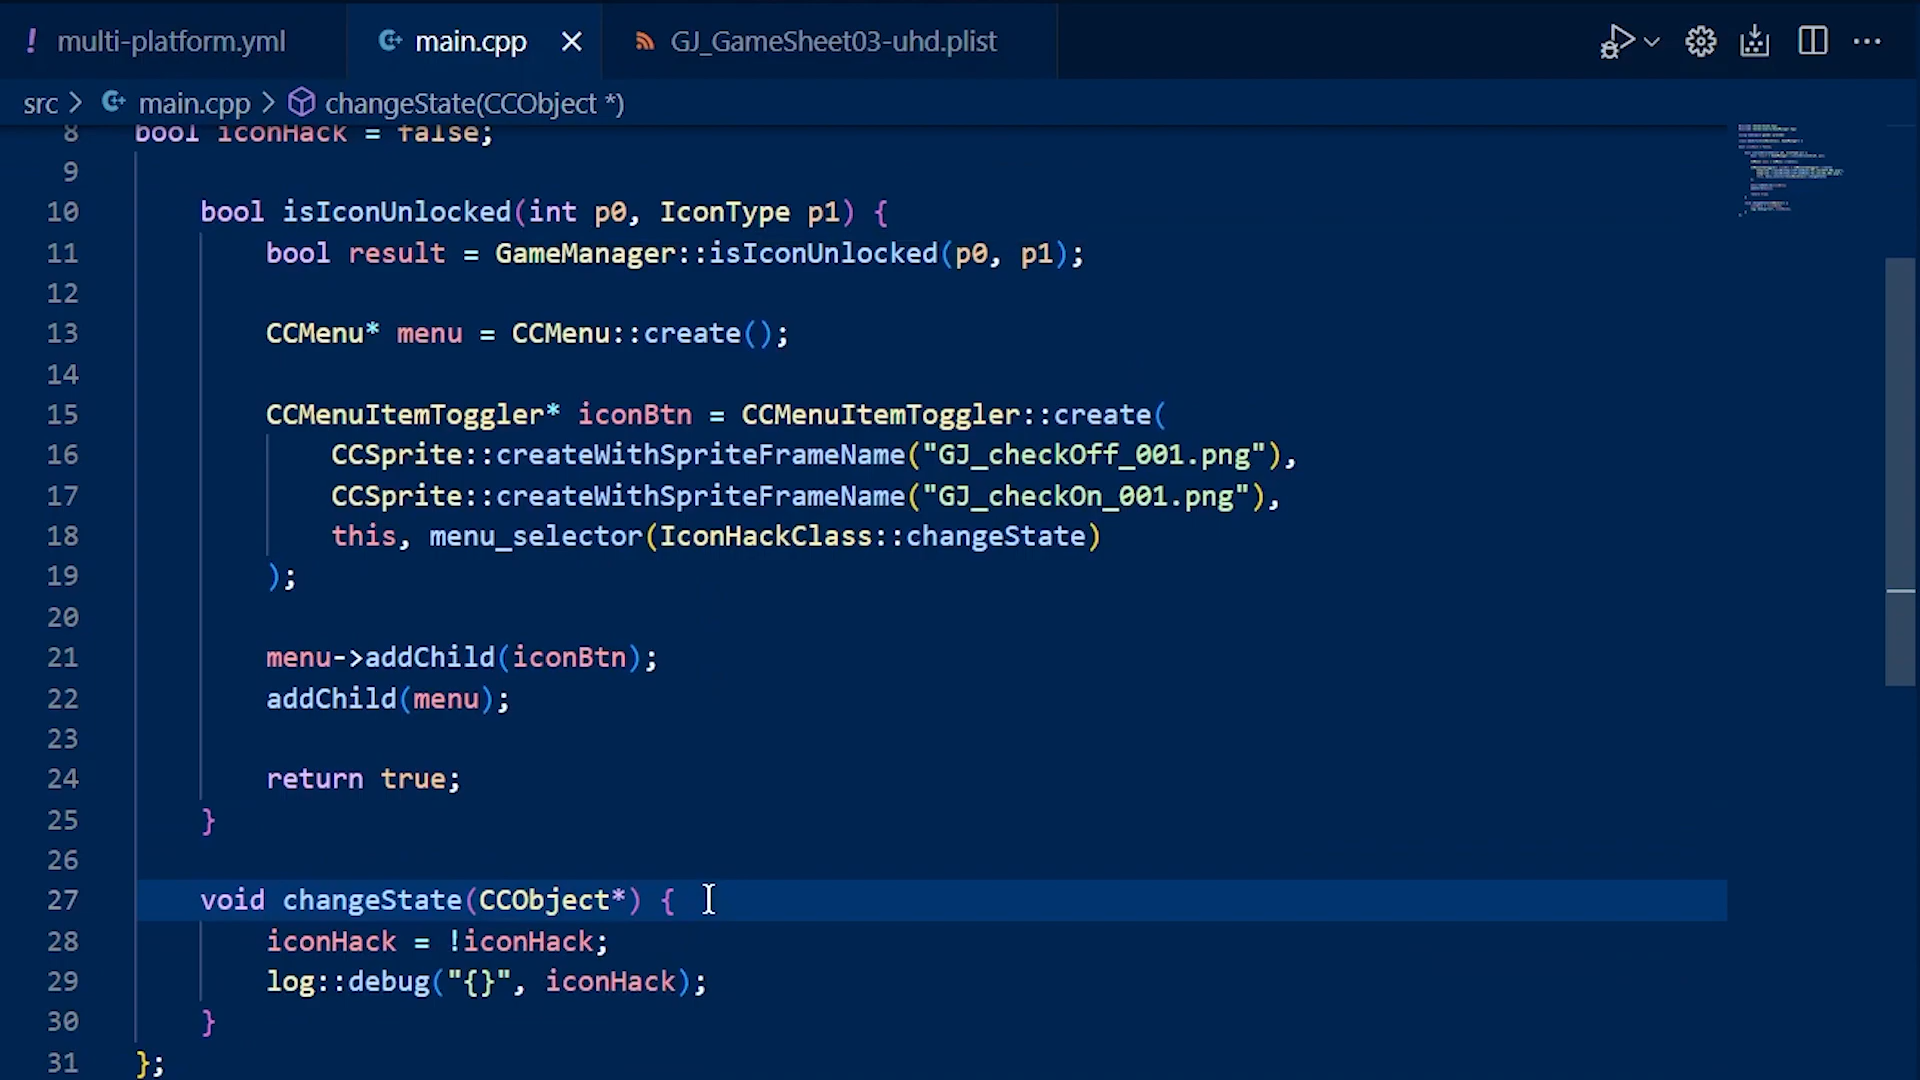 multi-platform.yml
main.cpp
GJ_GameSheet03-uhd.plist
src > main.cpp > changeState(CCObject *)
8 bool iconHack = false;
9
10 bool isIconUnlocked(int p0, IconType p1) {
11 bool result = GameManager::isIconUnlocked(p0, p1);
12
13 CCMenu* menu = CCMenu::create();
14
15 CCMenuItemToggler* iconBtn = CCMenuItemToggler::create(
16 CCSprite::createWithSpriteFrameName("GJ_checkOff_001.png"),
17 CCSprite::createWithSpriteFrameName("GJ_checkOn_001.png"),
18 this, menu_selector(IconHackClass::changeState)
19 );
20
21 menu->addChild(iconBtn);
22 addChild(menu);
23
24 return true;
25 }
26
27 void changeState(CCObject*) {
28 iconHack = !iconHack;
29 log::debug("{}", iconHack);
30 }
31 };